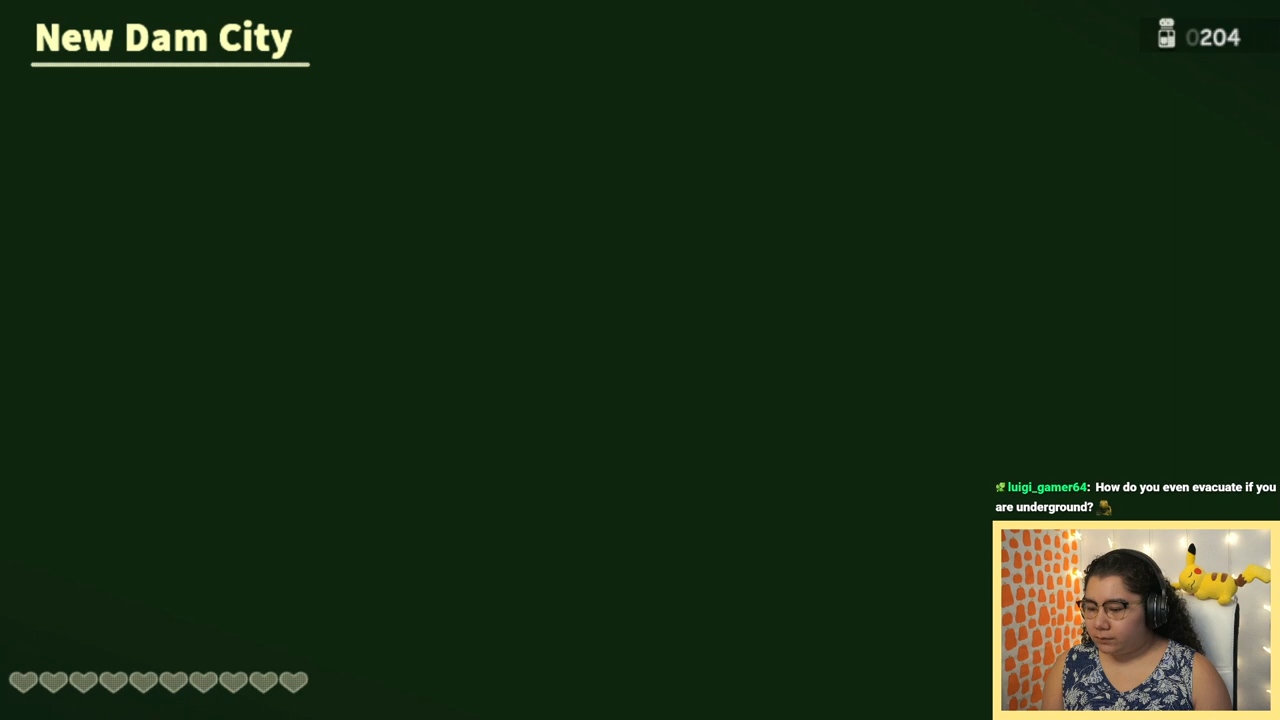 New Dam City
0204
luigi_gamer64: How do you even evacuate if you
are underground?